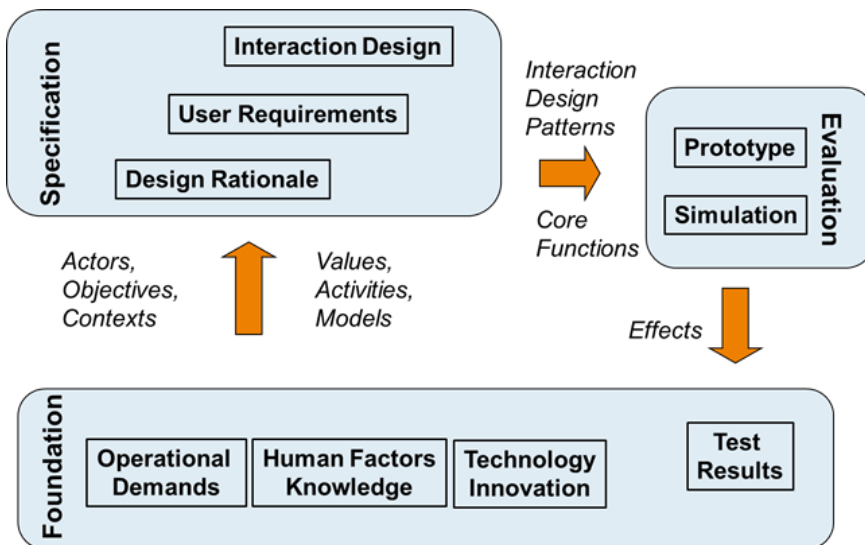 Specification
Interaction Design
User Requirements
Design Rationale
Interaction
Design
Patterns
Core
Functions
Evaluation
Prototype
Simulation
Actors,
Objectives,
Contexts
Values,
Activities,
Models
Effects
Foundation
Operational
Demands
Human Factors
Knowledge
Technology
Innovation
Test
Results